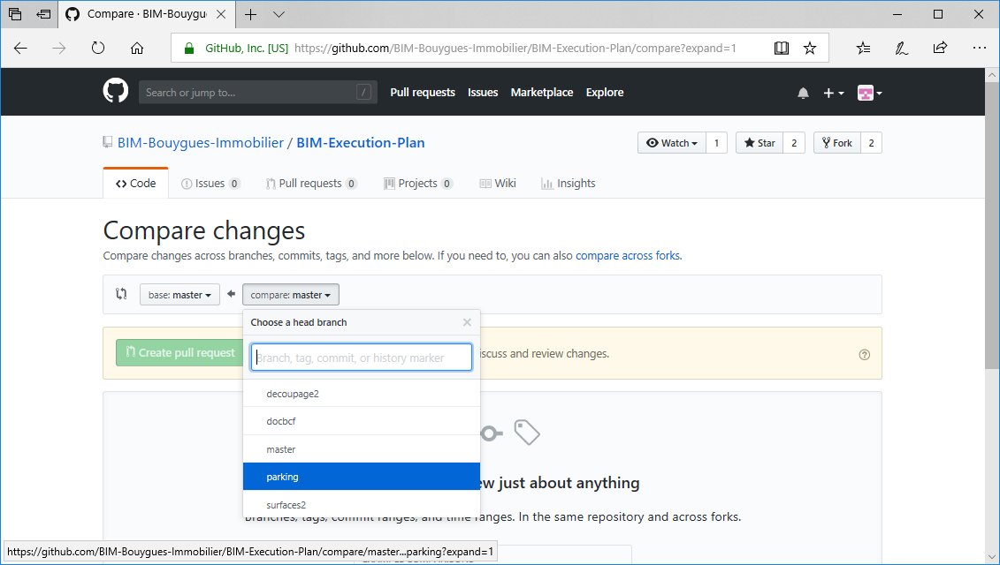 Compare · BIM-Bouygu
GitHub, Inc. [US] https://github.com/BIM-Bouygues-Immobilier/BIM-Execution-Plan/compare?expand=1
Search or jump to... / Pull requests Issues Marketplace Explore
BIM-Bouygues-Immobilier / BIM-Execution-Plan Watch 1 Star 2 Fork 2
Code Issues 0 Pull requests 0 Projects 0 Wiki Insights
Compare changes
Compare changes across branches, commits, tags, and more below. If you need to, you can also compare across forks.
base: master compare: master
Choose a head branch
Create pull request iscuss and review changes.
Branch, tag, commit, or history marker
decoupage2
docbcf
master
parking
ew just about anything
surfaces2
Branches, tags, commit ranges, and time ranges. In the same repository and across forks.
https://github.com/BIM-Bouygues-Immobilier/BIM-Execution-Plan/compare/master...parking?expand=1